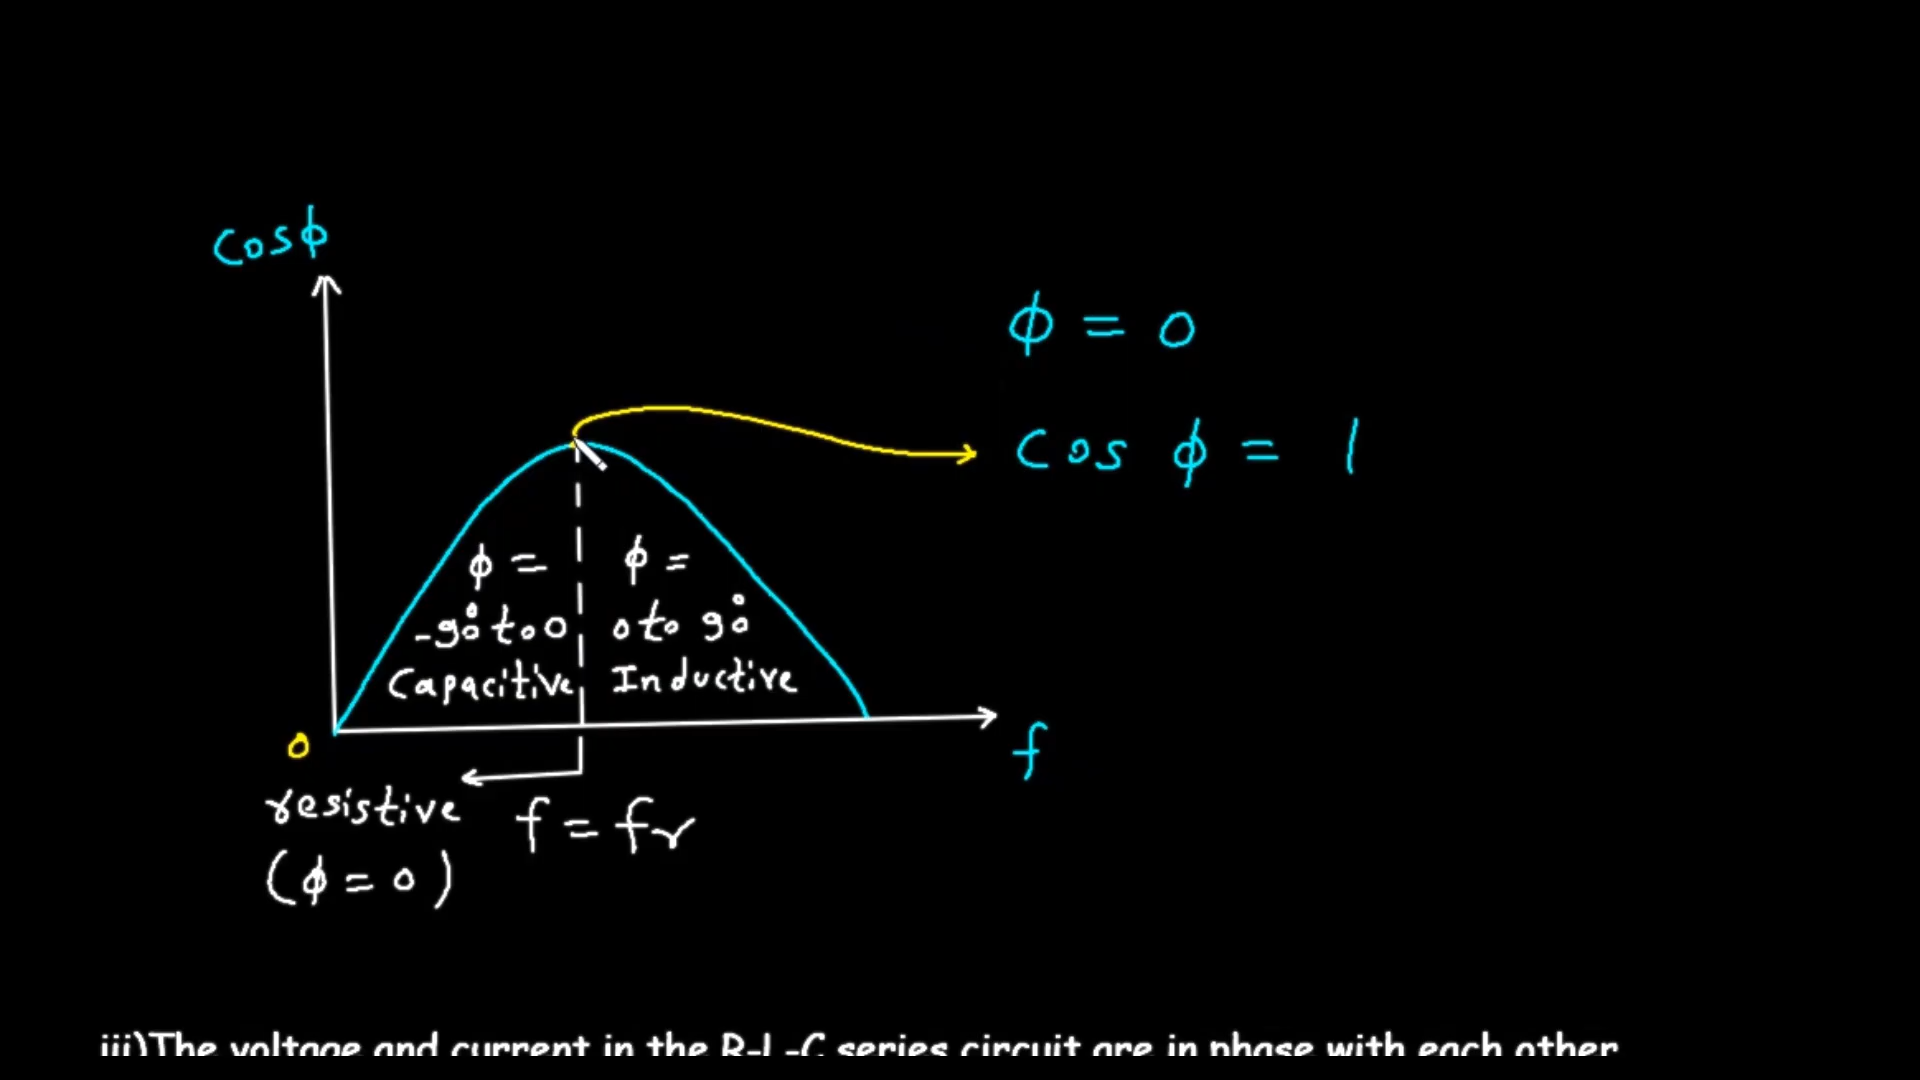 cosϕ
ϕ = 0
cos ϕ = 1
ϕ = ϕ =
-90° to 0 0 to 90°
Capacitive Inductive
0 f
resistive f = fr
(ϕ = 0)
iii)The voltage and current in the R-L-C series circuit are in phase with each other